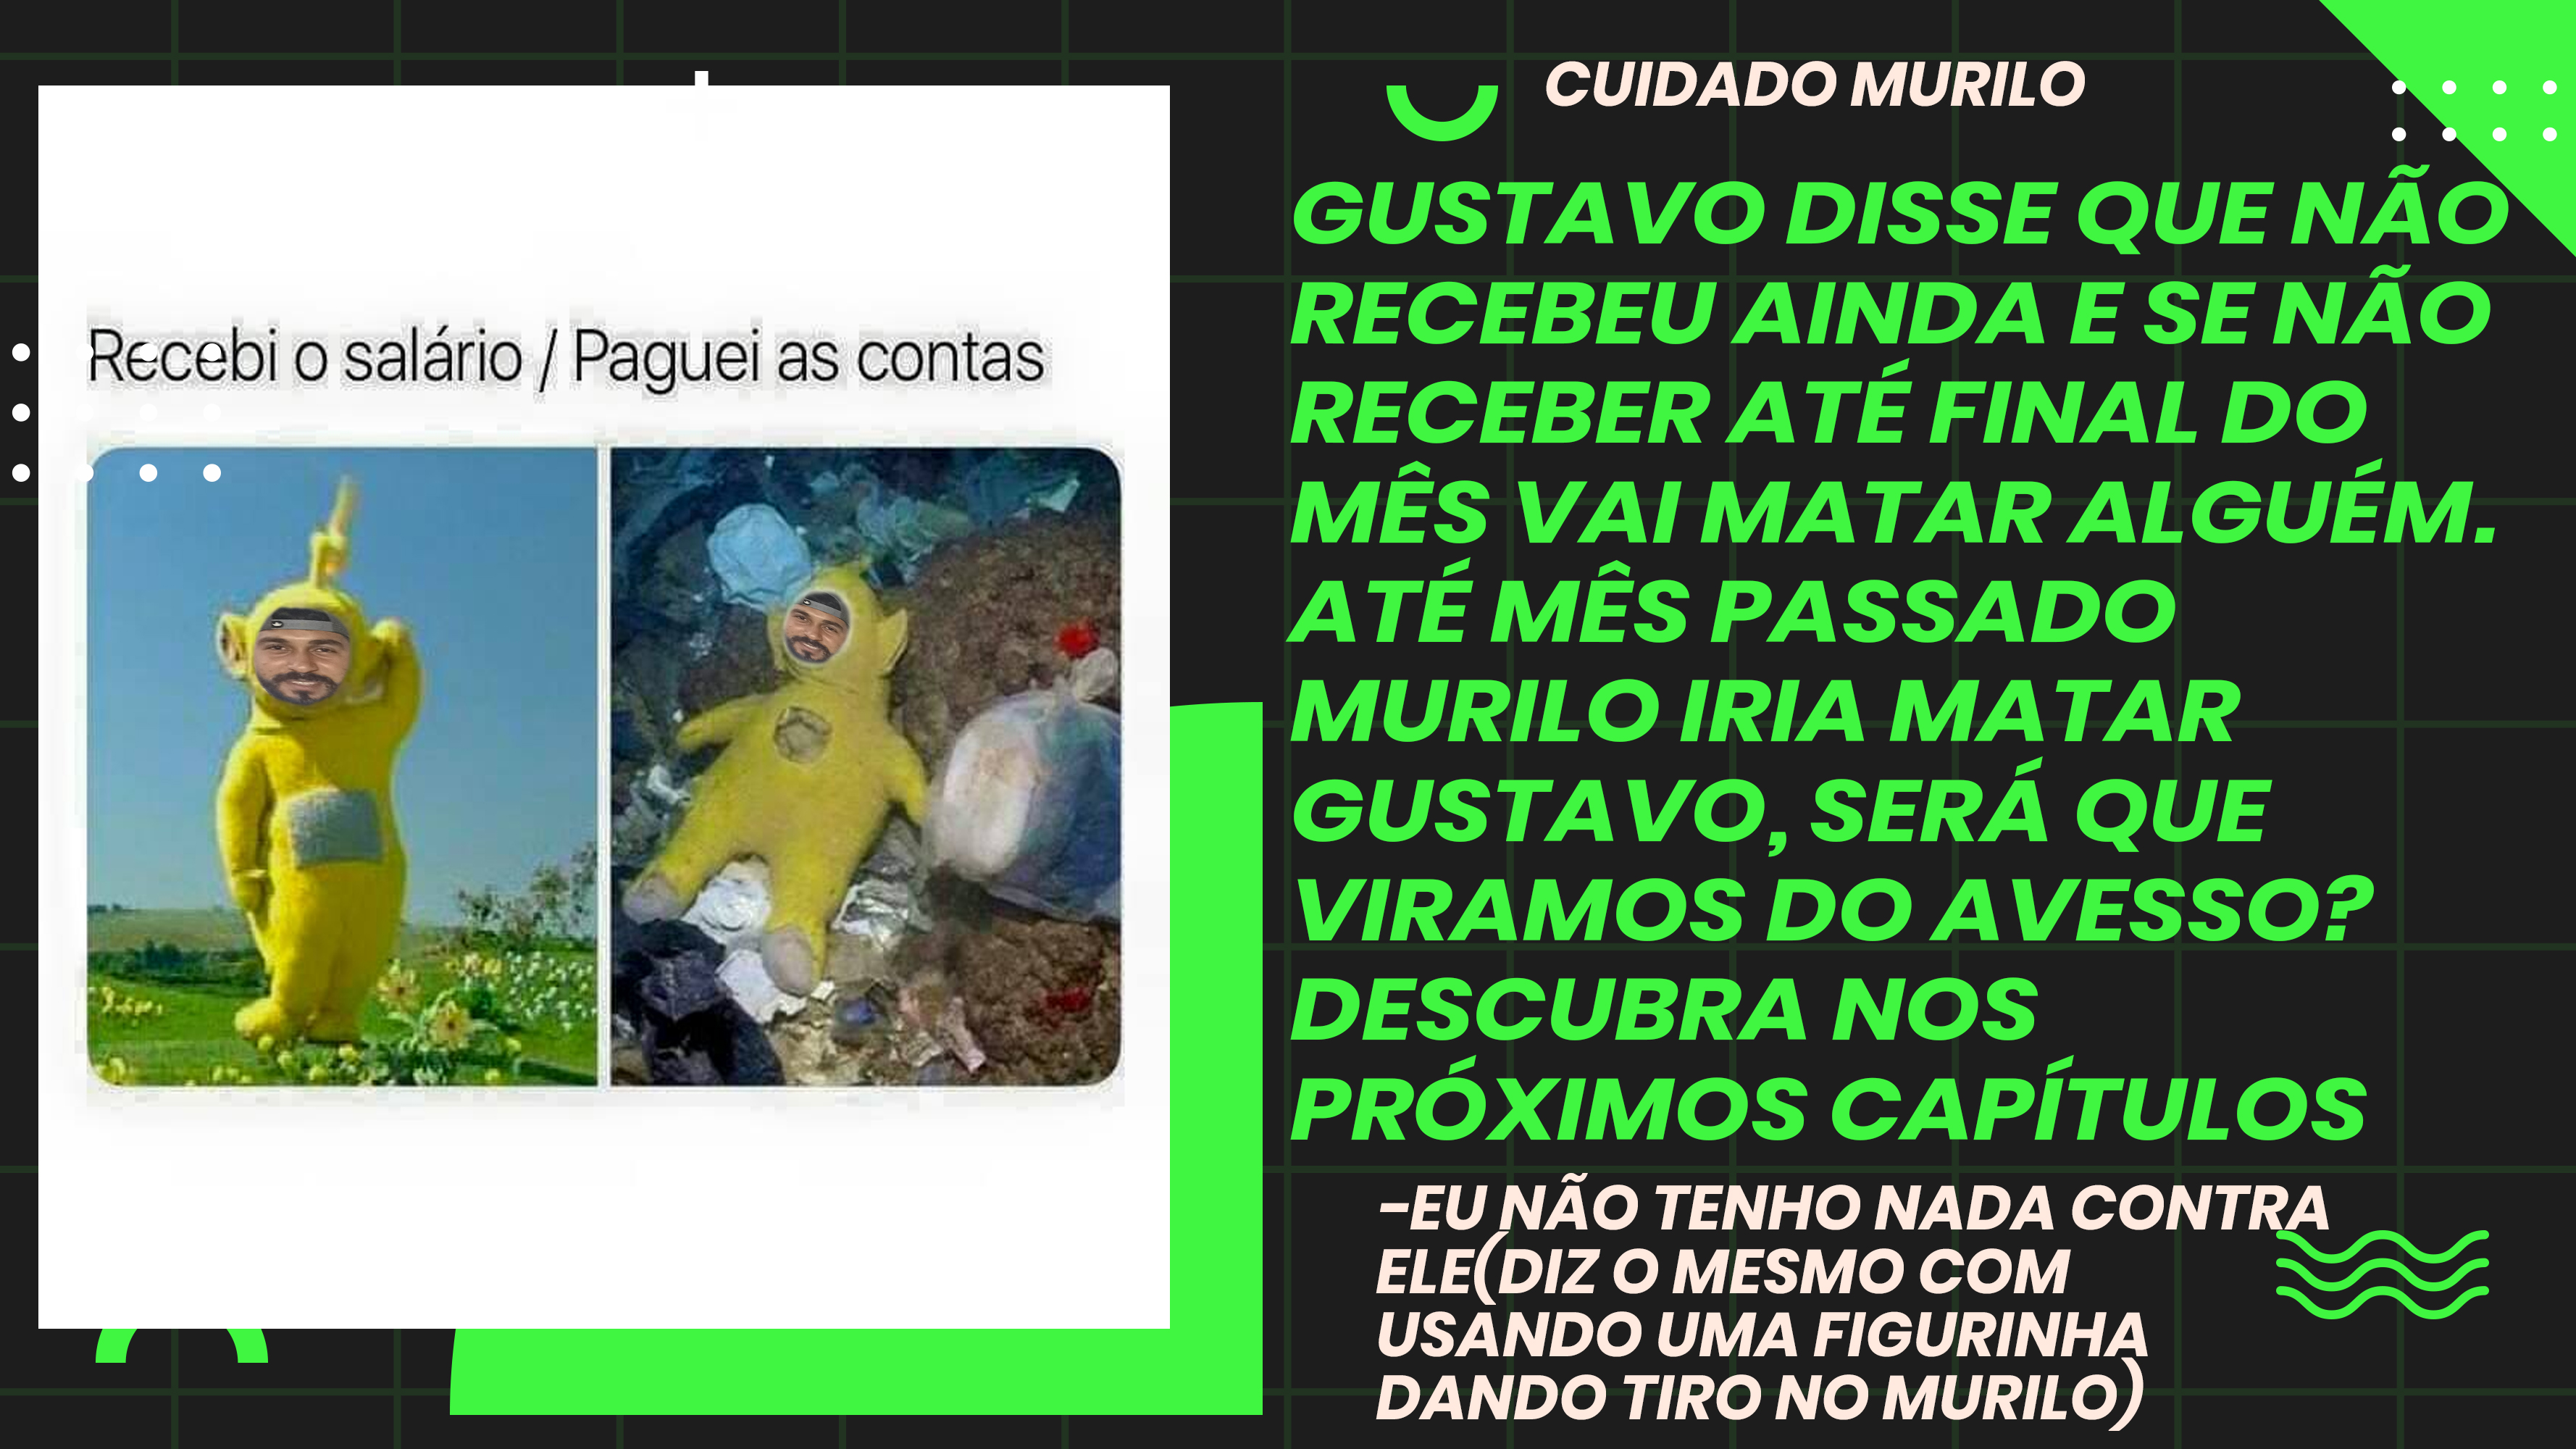 Recebi o salário / Paguei as contas
CUIDADO MURILO
GUSTAVO DISSE QUE NÃO
RECEBEU AINDA E SE NÃO
RECEBER ATÉ FINAL DO
MÊS VAI MATAR ALGUÉM.
ATÉ MÊS PASSADO
MURILO IRIA MATAR
GUSTAVO, SERÁ QUE
VIRAMOS DO AVESSO?
DESCUBRA NOS
PRÓXIMOS CAPÍTULOS
-EU NÃO TENHO NADA CONTRA
ELE(DIZ O MESMO COM
USANDO UMA FIGURINHA
DANDO TIRO NO MURILO)